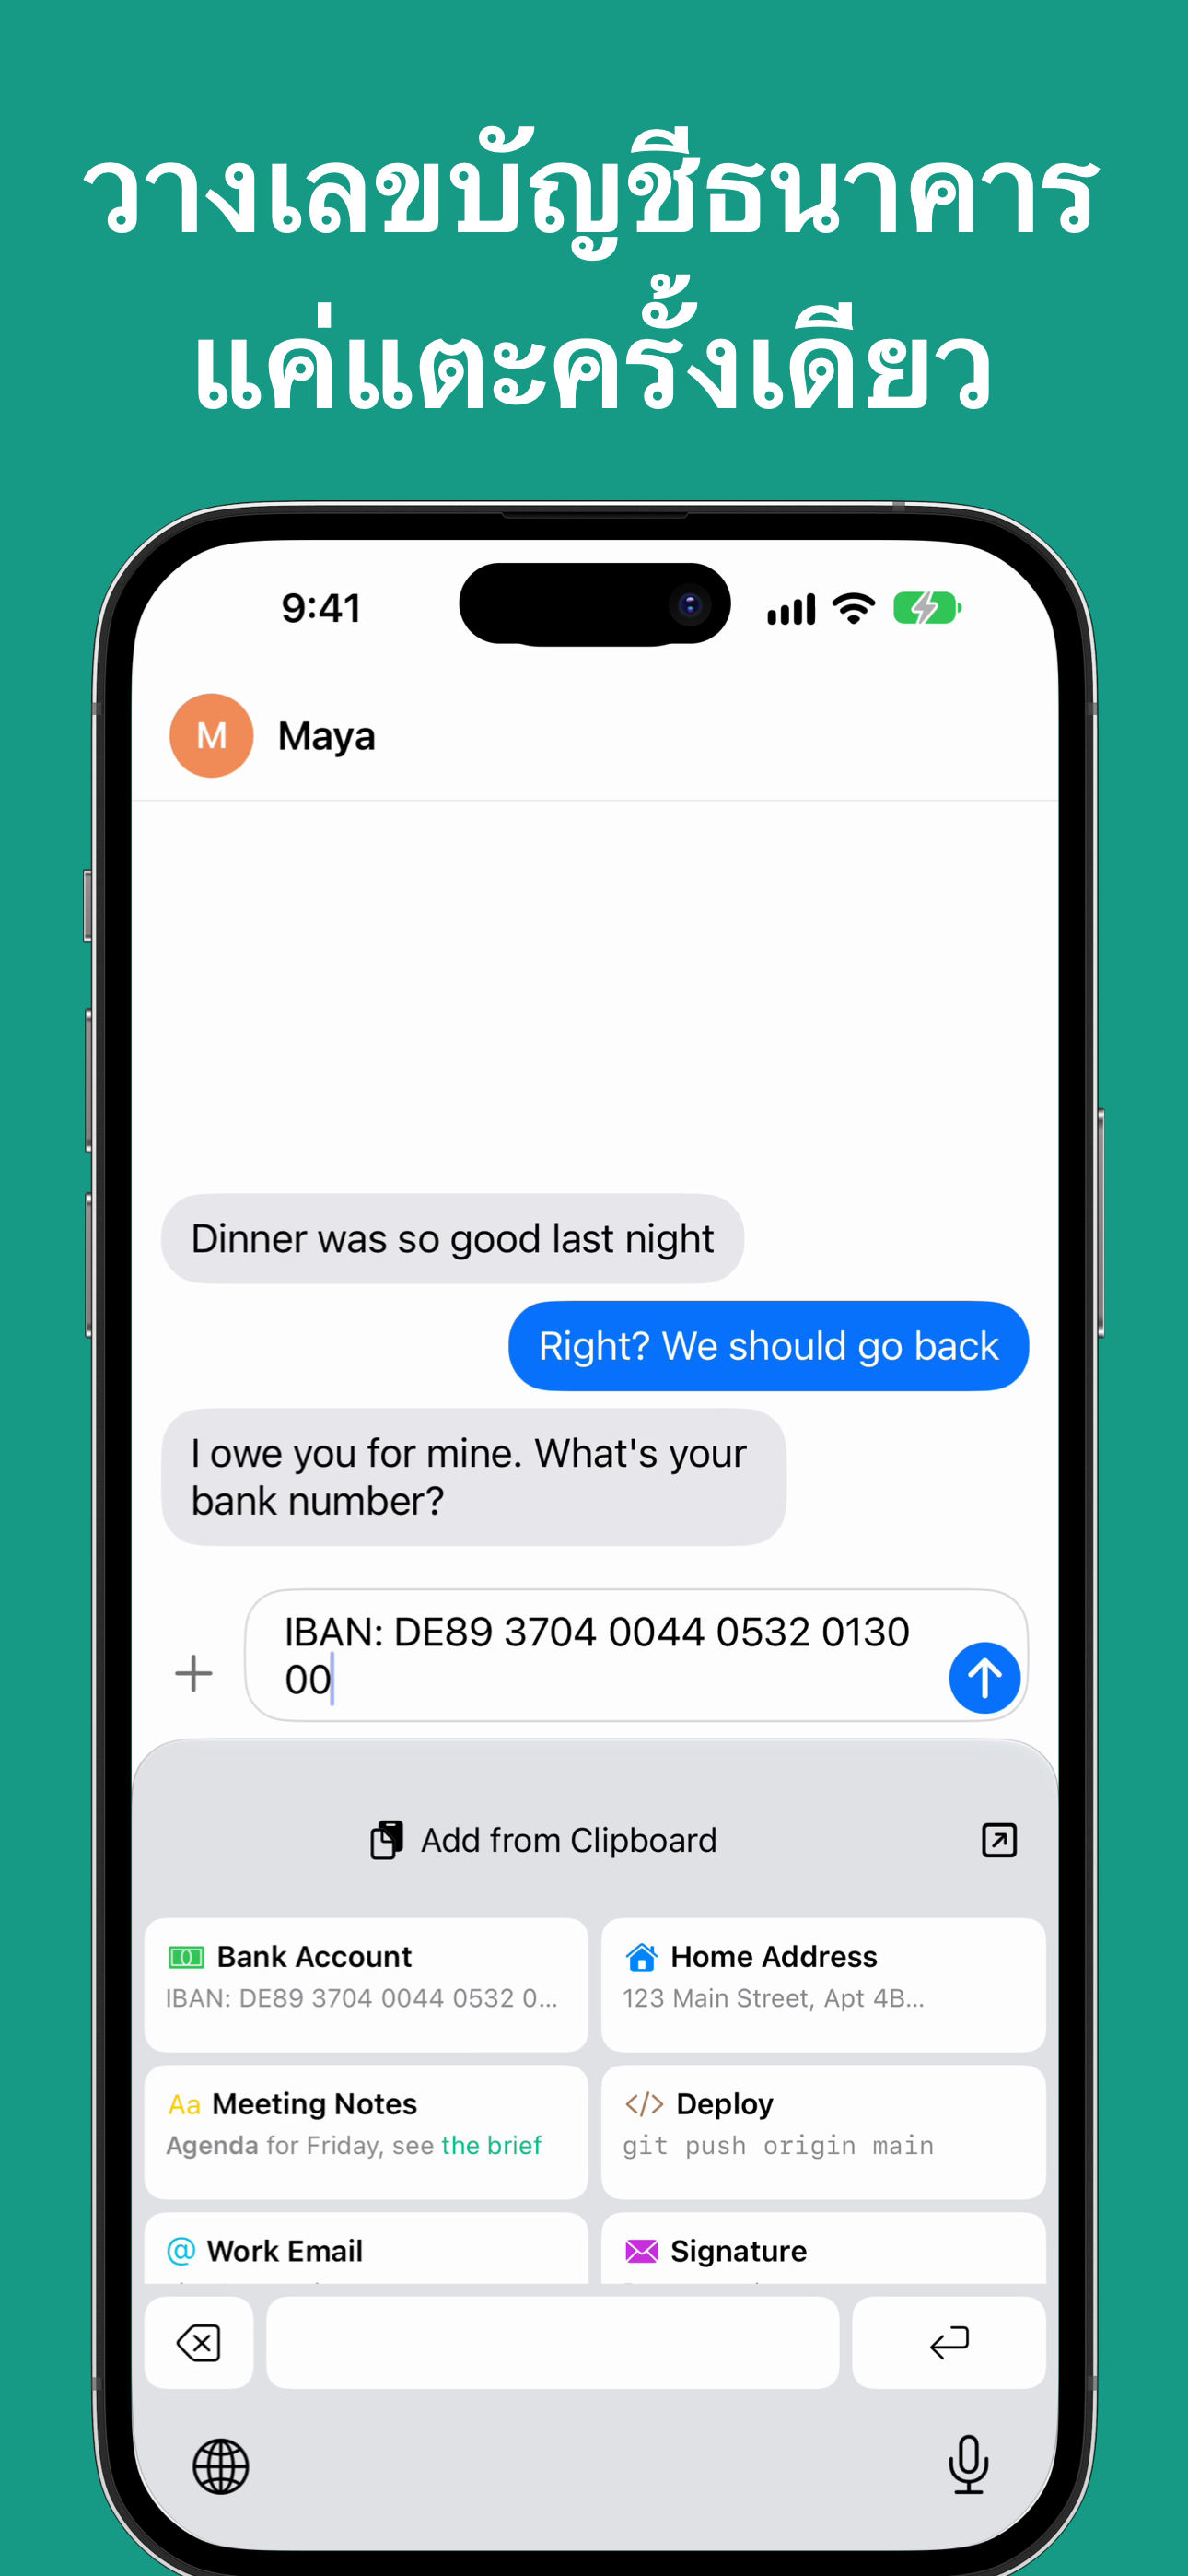 วางเลขบัญชีธนาคาร
แค่แตะครั้งเดียว
9:41
M
Maya
Dinner was so good last night
Right? We should go back
I owe you for mine. What's your
bank number?
IBAN: DE89 3704 0044 0532 0130
00
Add from Clipboard
Bank Account
IBAN: DE89 3704 0044 0532 0...
Home Address
123 Main Street, Apt 4B...
Aa Meeting Notes
Agenda for Friday, see the brief
</> Deploy
git push origin main
@ Work Email
Signature